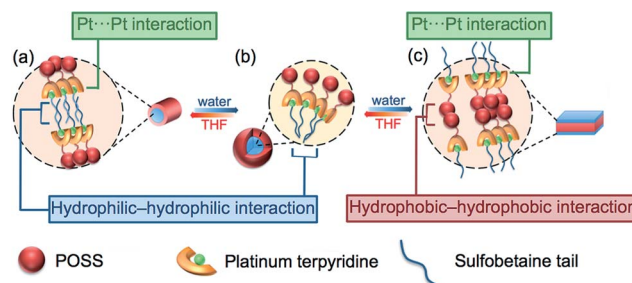 Pt···Pt interaction
Pt···Pt interaction
(a)
(b)
(c)
water
THF
water
THF
Hydrophilic–hydrophilic interaction
Hydrophobic–hydrophobic interaction
POSS
Platinum terpyridine
Sulfobetaine tail